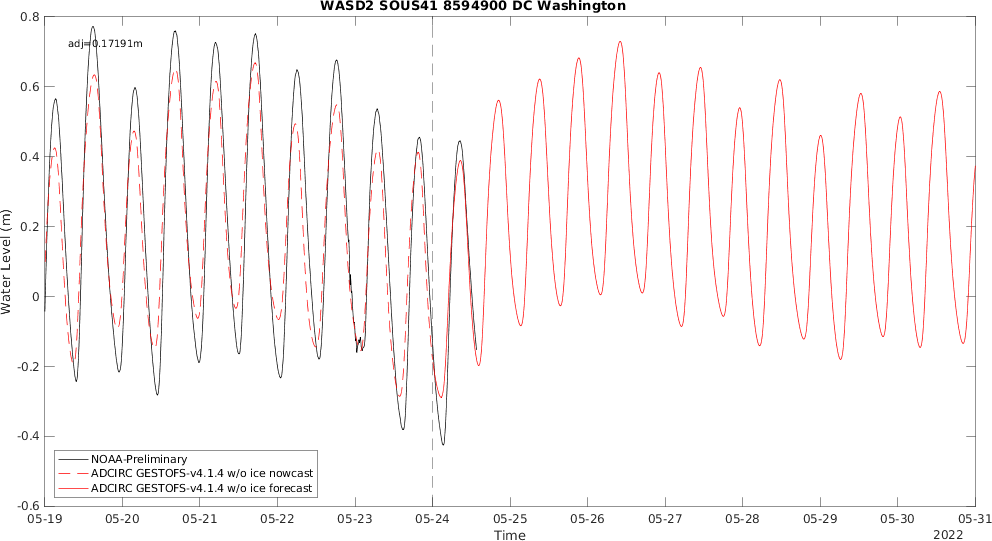 WASD2 SOUS41 8594900 DC Washington
adj=0.17191m
0.8
0.6
0.4
0.2
0
-0.2
-0.4
-0.6
Water Level (m)
NOAA-Preliminary
ADCIRC GESTOFS-v4.1.4 w/o ice nowcast
ADCIRC GESTOFS-v4.1.4 w/o ice forecast
05-19 05-20 05-21 05-22 05-23 05-24 05-25 05-26 05-27 05-28 05-29 05-30 05-31
Time
2022